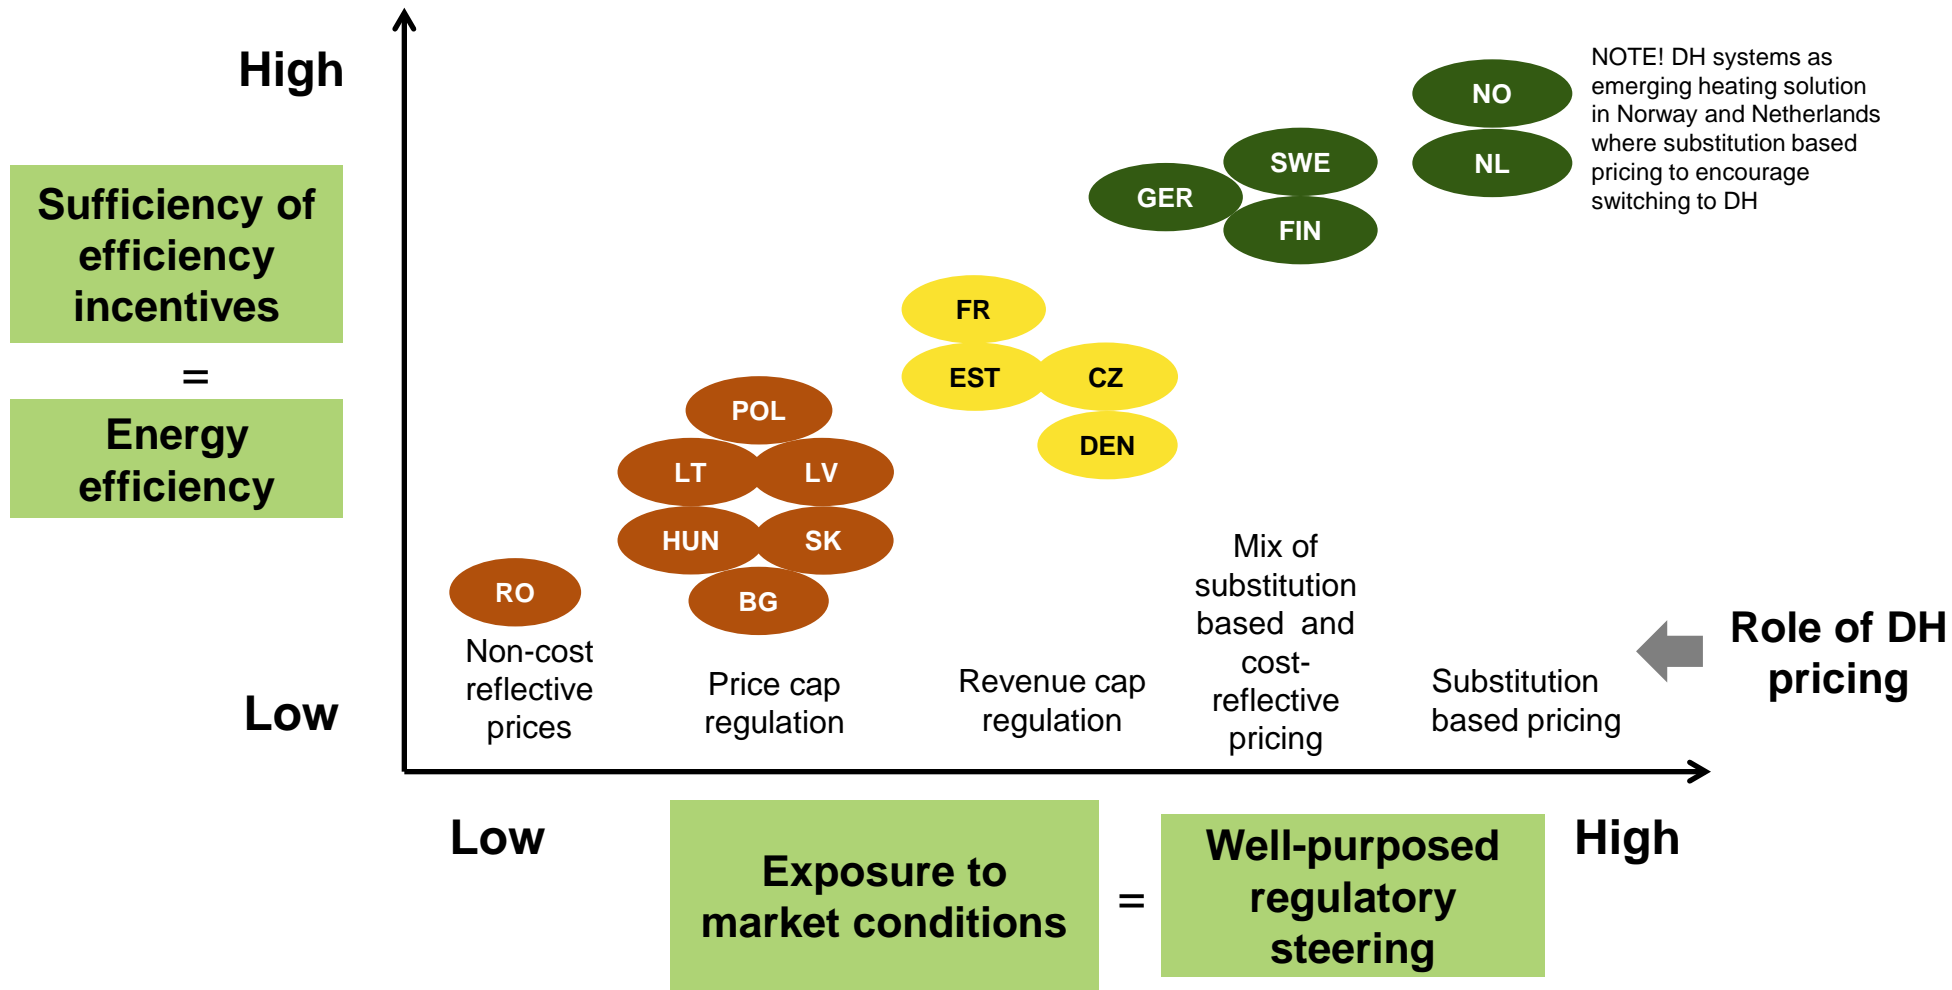 High
NO
NOTE! DH systems as
emerging heating solution
in Norway and Netherlands
where substitution based
pricing to encourage
switching to DH
SWE
NL
GER
FIN
Sufficiency of
efficiency
incentives
=
Energy
efficiency
FR
EST
CZ
DEN
POL
LT
LV
HUN
SK
RO
BG
Low
Non-cost
reflective
prices
Price cap
regulation
Revenue cap
regulation
Mix of
substitution
based and
cost-
reflective
pricing
Substitution
based pricing
Role of DH
pricing
Low
Exposure to
market conditions
=
Well-purposed
regulatory
steering
High